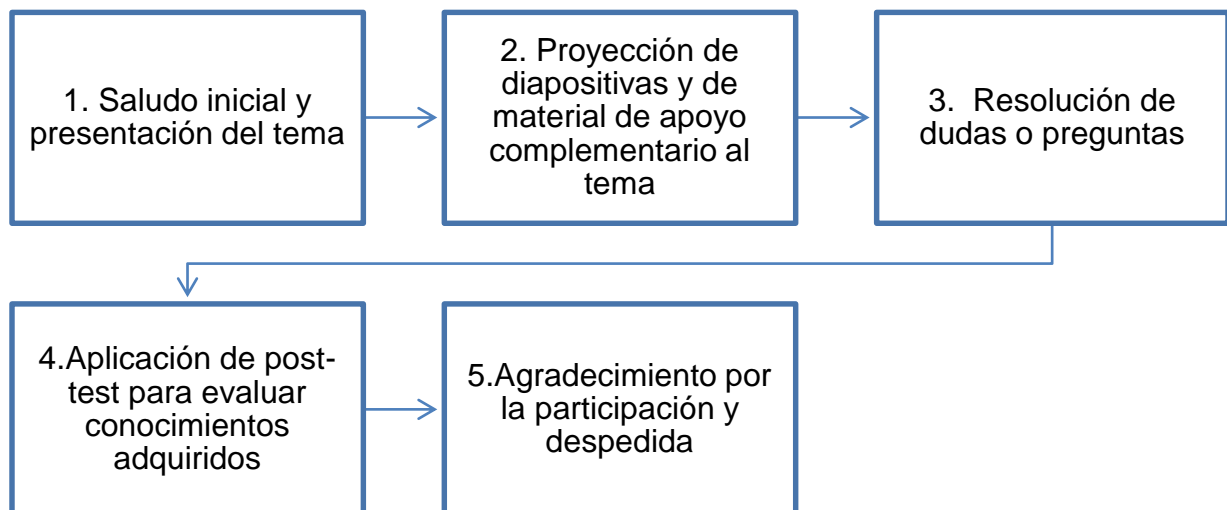 1. Saludo inicial y
presentación del tema
2. Proyección de
diapositivas y de
material de apoyo
complementario al
tema
3. Resolución de
dudas o preguntas
4.Aplicación de post-
test para evaluar
conocimientos
adquiridos
5.Agradecimiento por
la participación y
despedida